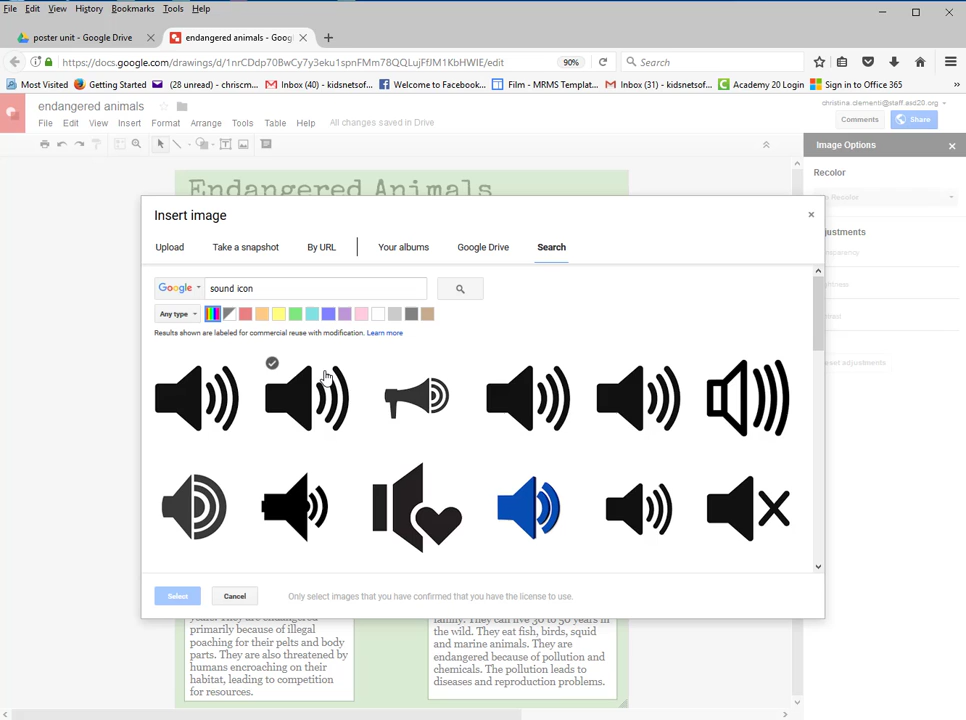 File Edit View History Bookmarks Tools Help
poster unit - Google Drive
endangered animals - Goog
https://docs.google.com/drawings/d/1nrCDdp70BwCy7y3eku1spnFMm78QQLujFfJM1KbHWIE/edit
90%
Search
Most Visited
Getting Started
(28 unread) - chriscm...
Inbox (40) - kidsnetsof...
Welcome to Facebook...
Film - MRMS Templat...
Inbox (31) - kidsnetsof...
Academy 20 Login
Sign in to Office 365
endangered animals
christina.clementi@staff.asd20.org
File Edit View Insert Format Arrange Tools Table Help All changes saved in Drive
Comments
Share
Image Options
Recolor
Recolor
Endangered Animals
Insert image
Upload
Take a snapshot
By URL
Your albums
Google Drive
Search
djustments
Google
sound icon
Any type
Results shown are labeled for commercial reuse with modification. Learn more
set adjustments
Select
Cancel
Only select images that you have confirmed that you have the license to use.
primarily because of illegal
poaching for their pelts and body
parts. They are also threatened by
humans encroaching on their
habitat, leading to competition
for resources.
family. They can live 30 to 50 years in
the wild. They eat fish, birds, squid
and marine animals. They are
endangered because of pollution and
chemicals. The pollution leads to
diseases and reproduction problems.